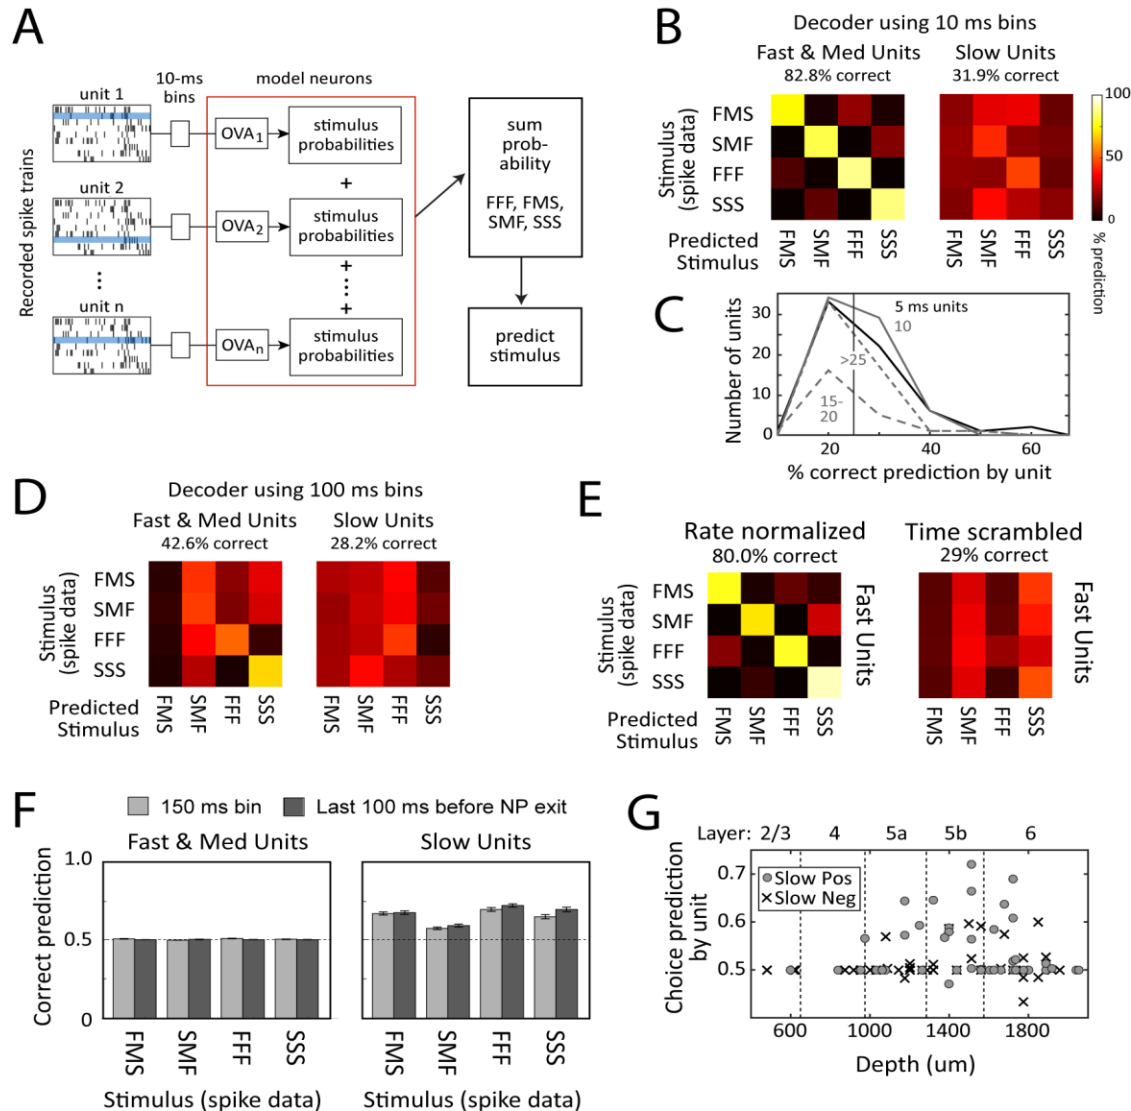 A
Recorded spike trains
unit 1
unit 2
unit n
10-ms
bins
model neurons
OVA1
stimulus
probabilities
+
OVA2
stimulus
probabilities
+
+
OVAn
stimulus
probabilities
sum
prob-
ability
FFF, FMS,
SMF, SSS
predict
stimulus
B
Decoder using 10 ms bins
Fast & Med Units
82.8% correct
Slow Units
31.9% correct
Stimulus
(spike data)
FMS
SMF
FFF
SSS
Predicted
Stimulus
FMS
SMF
FFF
SSS
FMS
SMF
FFF
SSS
100
50
0
% prediction
C
Number of units
30
20
10
0
5 ms units
10
>25
15-
20
20
40
60
% correct prediction by unit
D
Decoder using 100 ms bins
Fast & Med Units
42.6% correct
Slow Units
28.2% correct
Stimulus
(spike data)
FMS
SMF
FFF
SSS
Predicted
Stimulus
FMS
SMF
FFF
SSS
FMS
SMF
FFF
SSS
E
Rate normalized
80.0% correct
Time scrambled
29% correct
Stimulus
(spike data)
FMS
SMF
FFF
SSS
Fast Units
Fast Units
Predicted
Stimulus
FMS
SMF
FFF
SSS
FMS
SMF
FFF
SSS
F
150 ms bin
Last 100 ms before NP exit
Fast & Med Units
Slow Units
Correct prediction
1.0
0.5
0
FMS
SMF
FFF
SSS
FMS
SMF
FFF
SSS
Stimulus (spike data)
Stimulus (spike data)
G
Layer: 2/3 4 5a 5b 6
Choice prediction
by unit
0.7
0.6
0.5
Slow Pos
Slow Neg
600
1000
1400
1800
Depth (um)